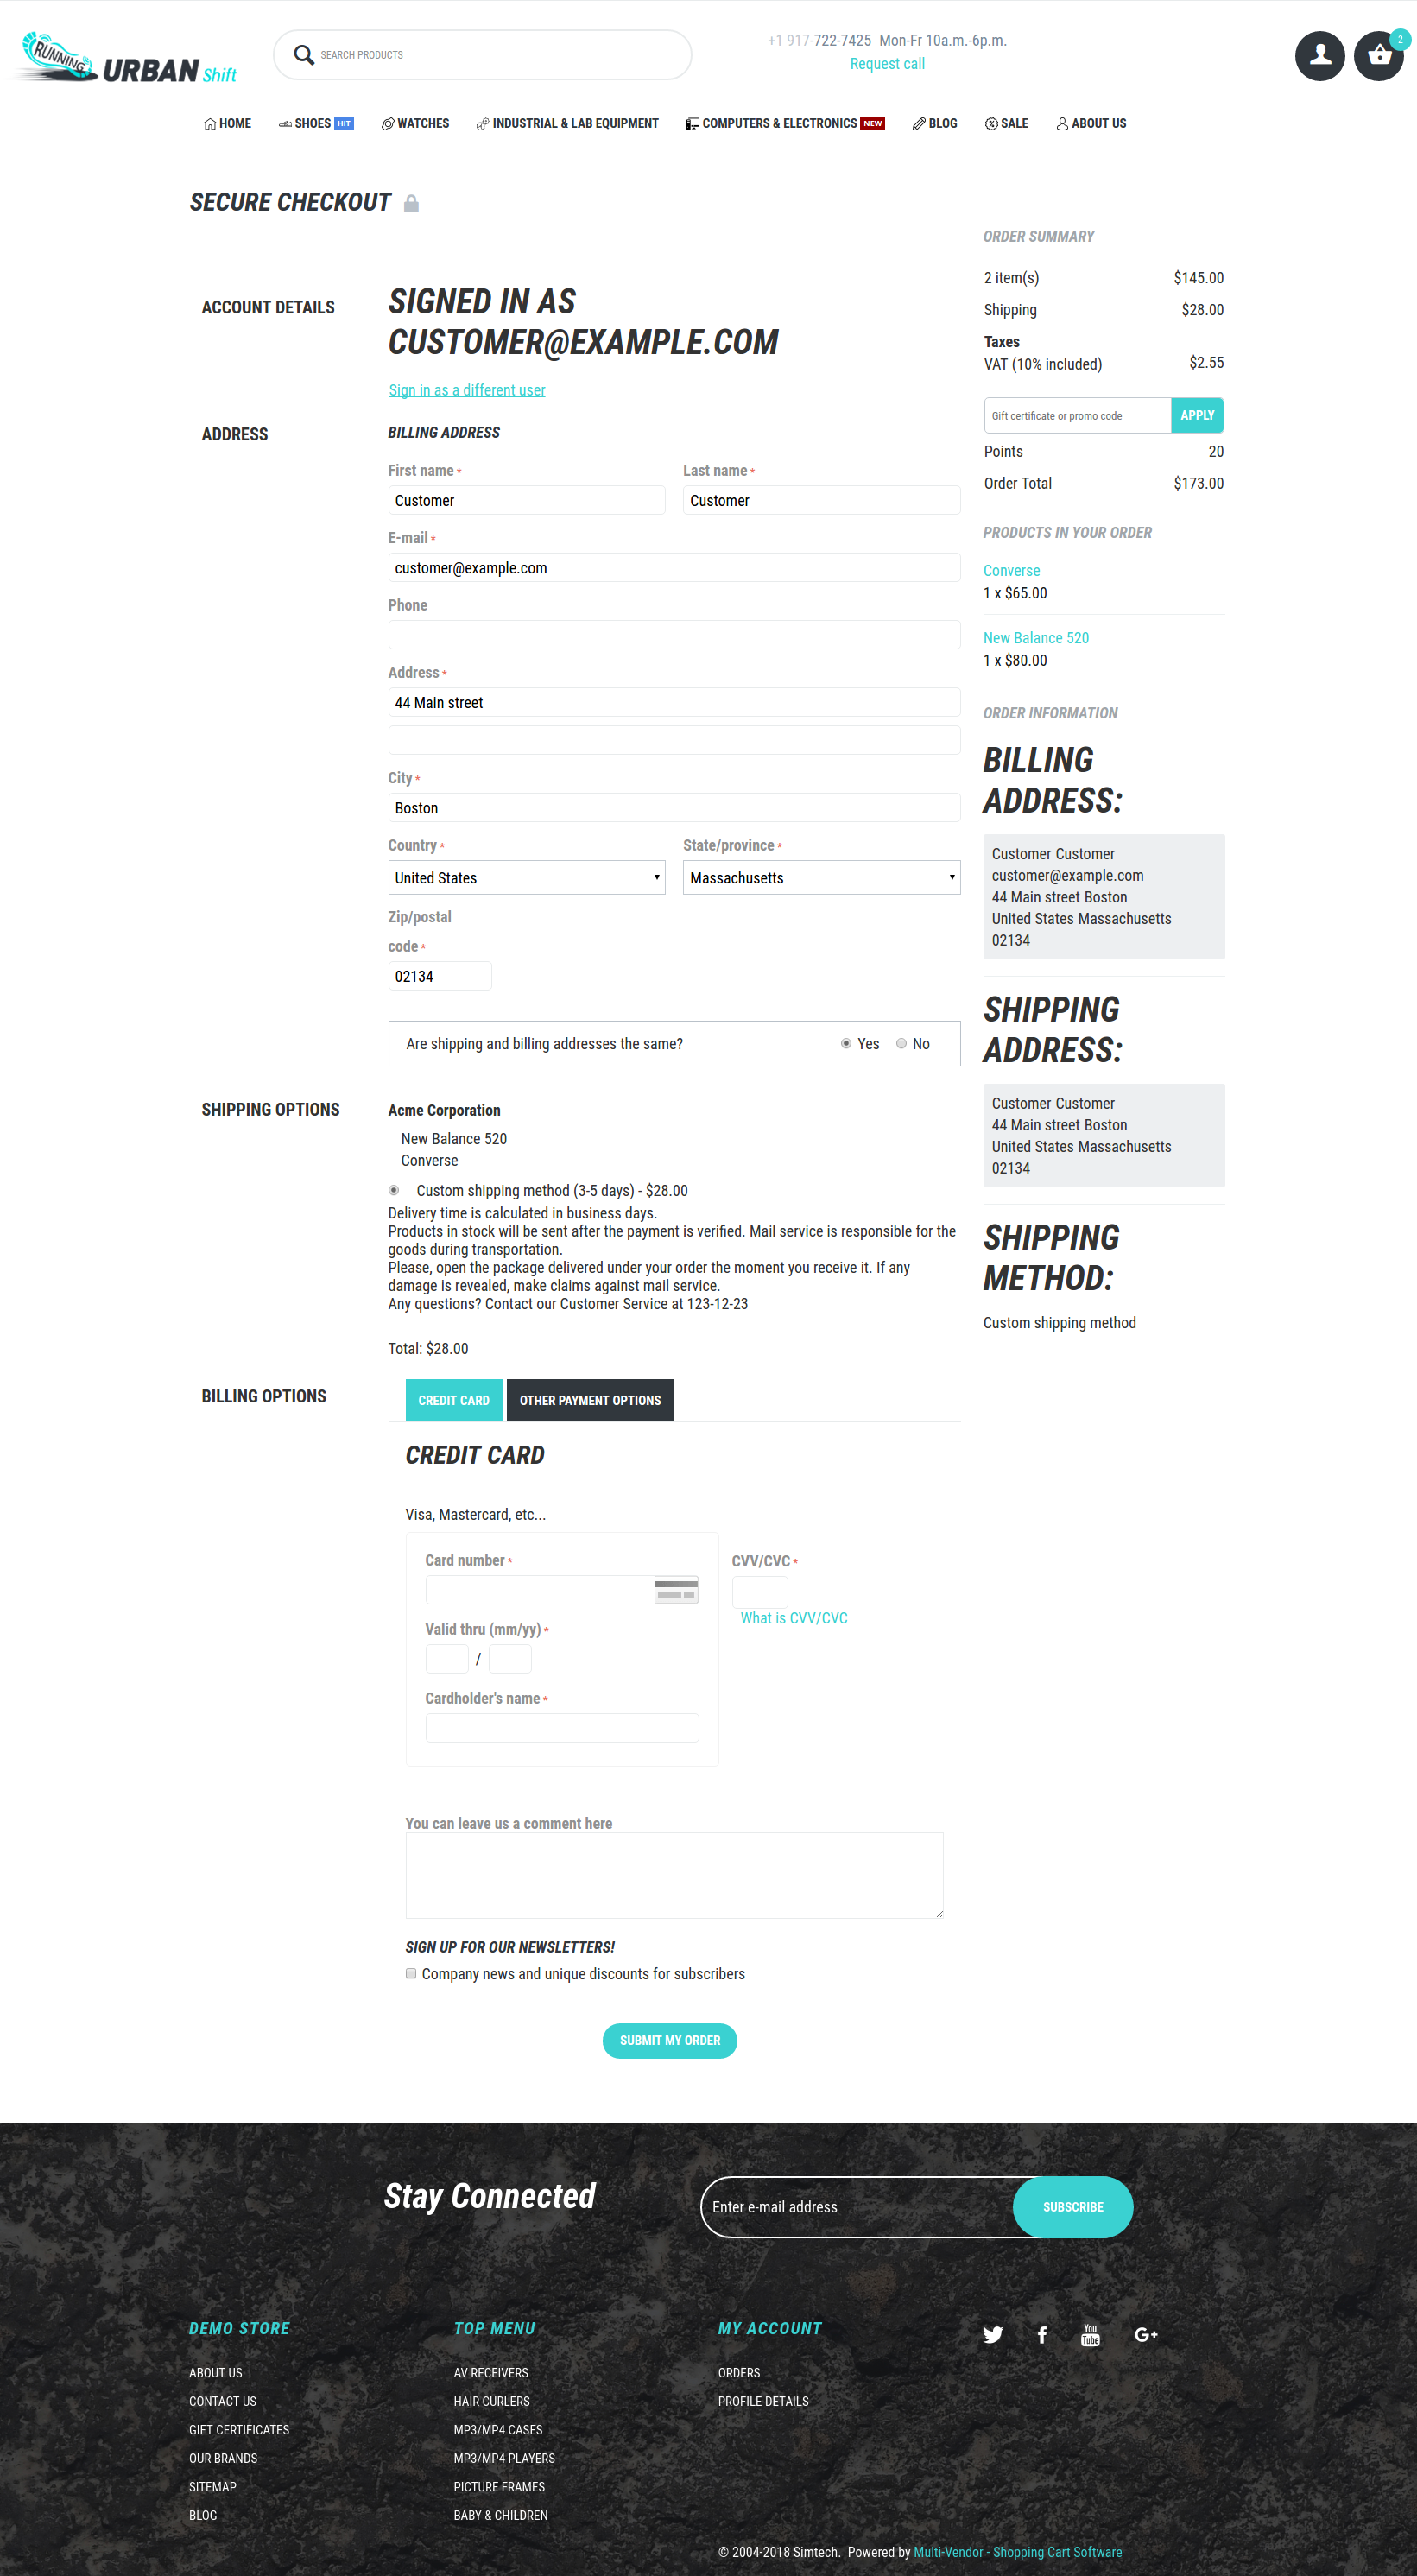 RUNNING URBAN Shift
SEARCH PRODUCTS
+1 917-722-7425 Mon-Fr 10a.m.-6p.m.
Request call
2
HOME SHOES HIT WATCHES INDUSTRIAL & LAB EQUIPMENT COMPUTERS & ELECTRONICS NEW BLOG SALE ABOUT US
SECURE CHECKOUT
ACCOUNT DETAILS
SIGNED IN AS
CUSTOMER@EXAMPLE.COM
Sign in as a different user
ADDRESS
BILLING ADDRESS
First name * Last name *
Customer Customer
E-mail *
customer@example.com
Phone
Address *
44 Main street
City *
Boston
Country * State/province *
United States Massachusetts
Zip/postal
code *
02134
Are shipping and billing addresses the same? Yes No
SHIPPING OPTIONS
Acme Corporation
New Balance 520
Converse
Custom shipping method (3-5 days) - $28.00
Delivery time is calculated in business days.
Products in stock will be sent after the payment is verified. Mail service is responsible for the
goods during transportation.
Please, open the package delivered under your order the moment you receive it. If any
damage is revealed, make claims against mail service.
Any questions? Contact our Customer Service at 123-12-23
Total: $28.00
BILLING OPTIONS
CREDIT CARD OTHER PAYMENT OPTIONS
CREDIT CARD
Visa, Mastercard, etc...
Card number *
CVV/CVC *
What is CVV/CVC
Valid thru (mm/yy) *
/
Cardholder's name *
You can leave us a comment here
SIGN UP FOR OUR NEWSLETTERS!
Company news and unique discounts for subscribers
SUBMIT MY ORDER
ORDER SUMMARY
2 item(s) $145.00
Shipping $28.00
Taxes
VAT (10% included) $2.55
Gift certificate or promo code APPLY
Points 20
Order Total $173.00
PRODUCTS IN YOUR ORDER
Converse
1 x $65.00
New Balance 520
1 x $80.00
ORDER INFORMATION
BILLING
ADDRESS:
Customer Customer
customer@example.com
44 Main street Boston
United States Massachusetts
02134
SHIPPING
ADDRESS:
Customer Customer
44 Main street Boston
United States Massachusetts
02134
SHIPPING
METHOD:
Custom shipping method
Stay Connected
Enter e-mail address SUBSCRIBE
DEMO STORE
ABOUT US
CONTACT US
GIFT CERTIFICATES
OUR BRANDS
SITEMAP
BLOG
TOP MENU
AV RECEIVERS
HAIR CURLERS
MP3/MP4 CASES
MP3/MP4 PLAYERS
PICTURE FRAMES
BABY & CHILDREN
MY ACCOUNT
ORDERS
PROFILE DETAILS
You
Tube
G+
© 2004-2018 Simtech. Powered by Multi-Vendor - Shopping Cart Software